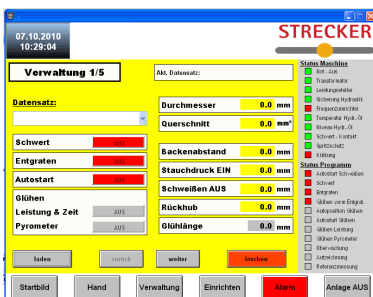 07.10.2010
10:29:04
STRECKER
Verwaltung 1/5
Akt. Datensatz:
Datensatz:
Durchmesser 0.0 mm
Querschnitt 0.0 mm²
Schwert AUS
Entgraten AUS
Autostart AUS
Backenabstand 0.0 mm
Stauchdruck EIN 0.0 mm
Schweißen AUS 0.0 mm
Rückhub 0.0 mm
Glühlänge 0.0 mm
Glühen
Leistung & Zeit AUS
Pyrometer AUS
laden
zurück
weiter
löschen
Status Maschine
Not - Aus
Transformator
Leistungssteller
Sicherung Hydraulik
Frequenzumrichter
Temperatur Hydr. Öl
Niveau Hydr. Öl
Schwert - Kontakt
Spritzschutz
Kühlung
Status Programm
Autostart Schweißen
Schwert
Entgraten
Glühen vorm Entgrat.
Autoposition Glühen
Autostart Glühen
Glühen Leistung
Glühen Pyrometer
Überwachung
Aufzeichnung
Referenzmessung
Startbild
Hand
Verwaltung
Einrichten
Alarm
Anlage AUS